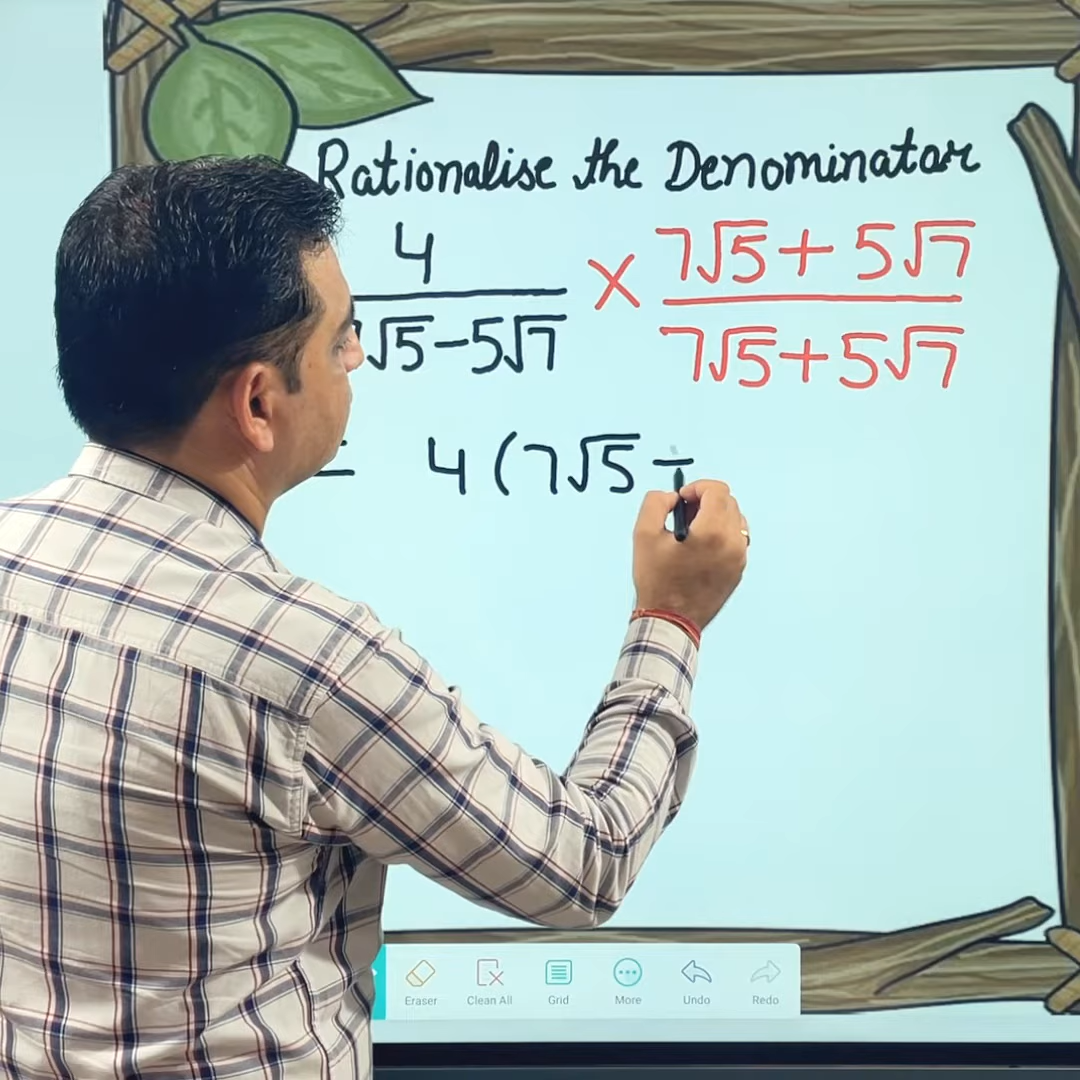 Rationalise the Denominator
4 × 7√5 + 5√7
√5 − 5√7 7√5 + 5√7
= 4 (7√5
Eraser Clean All Grid More Undo Redo